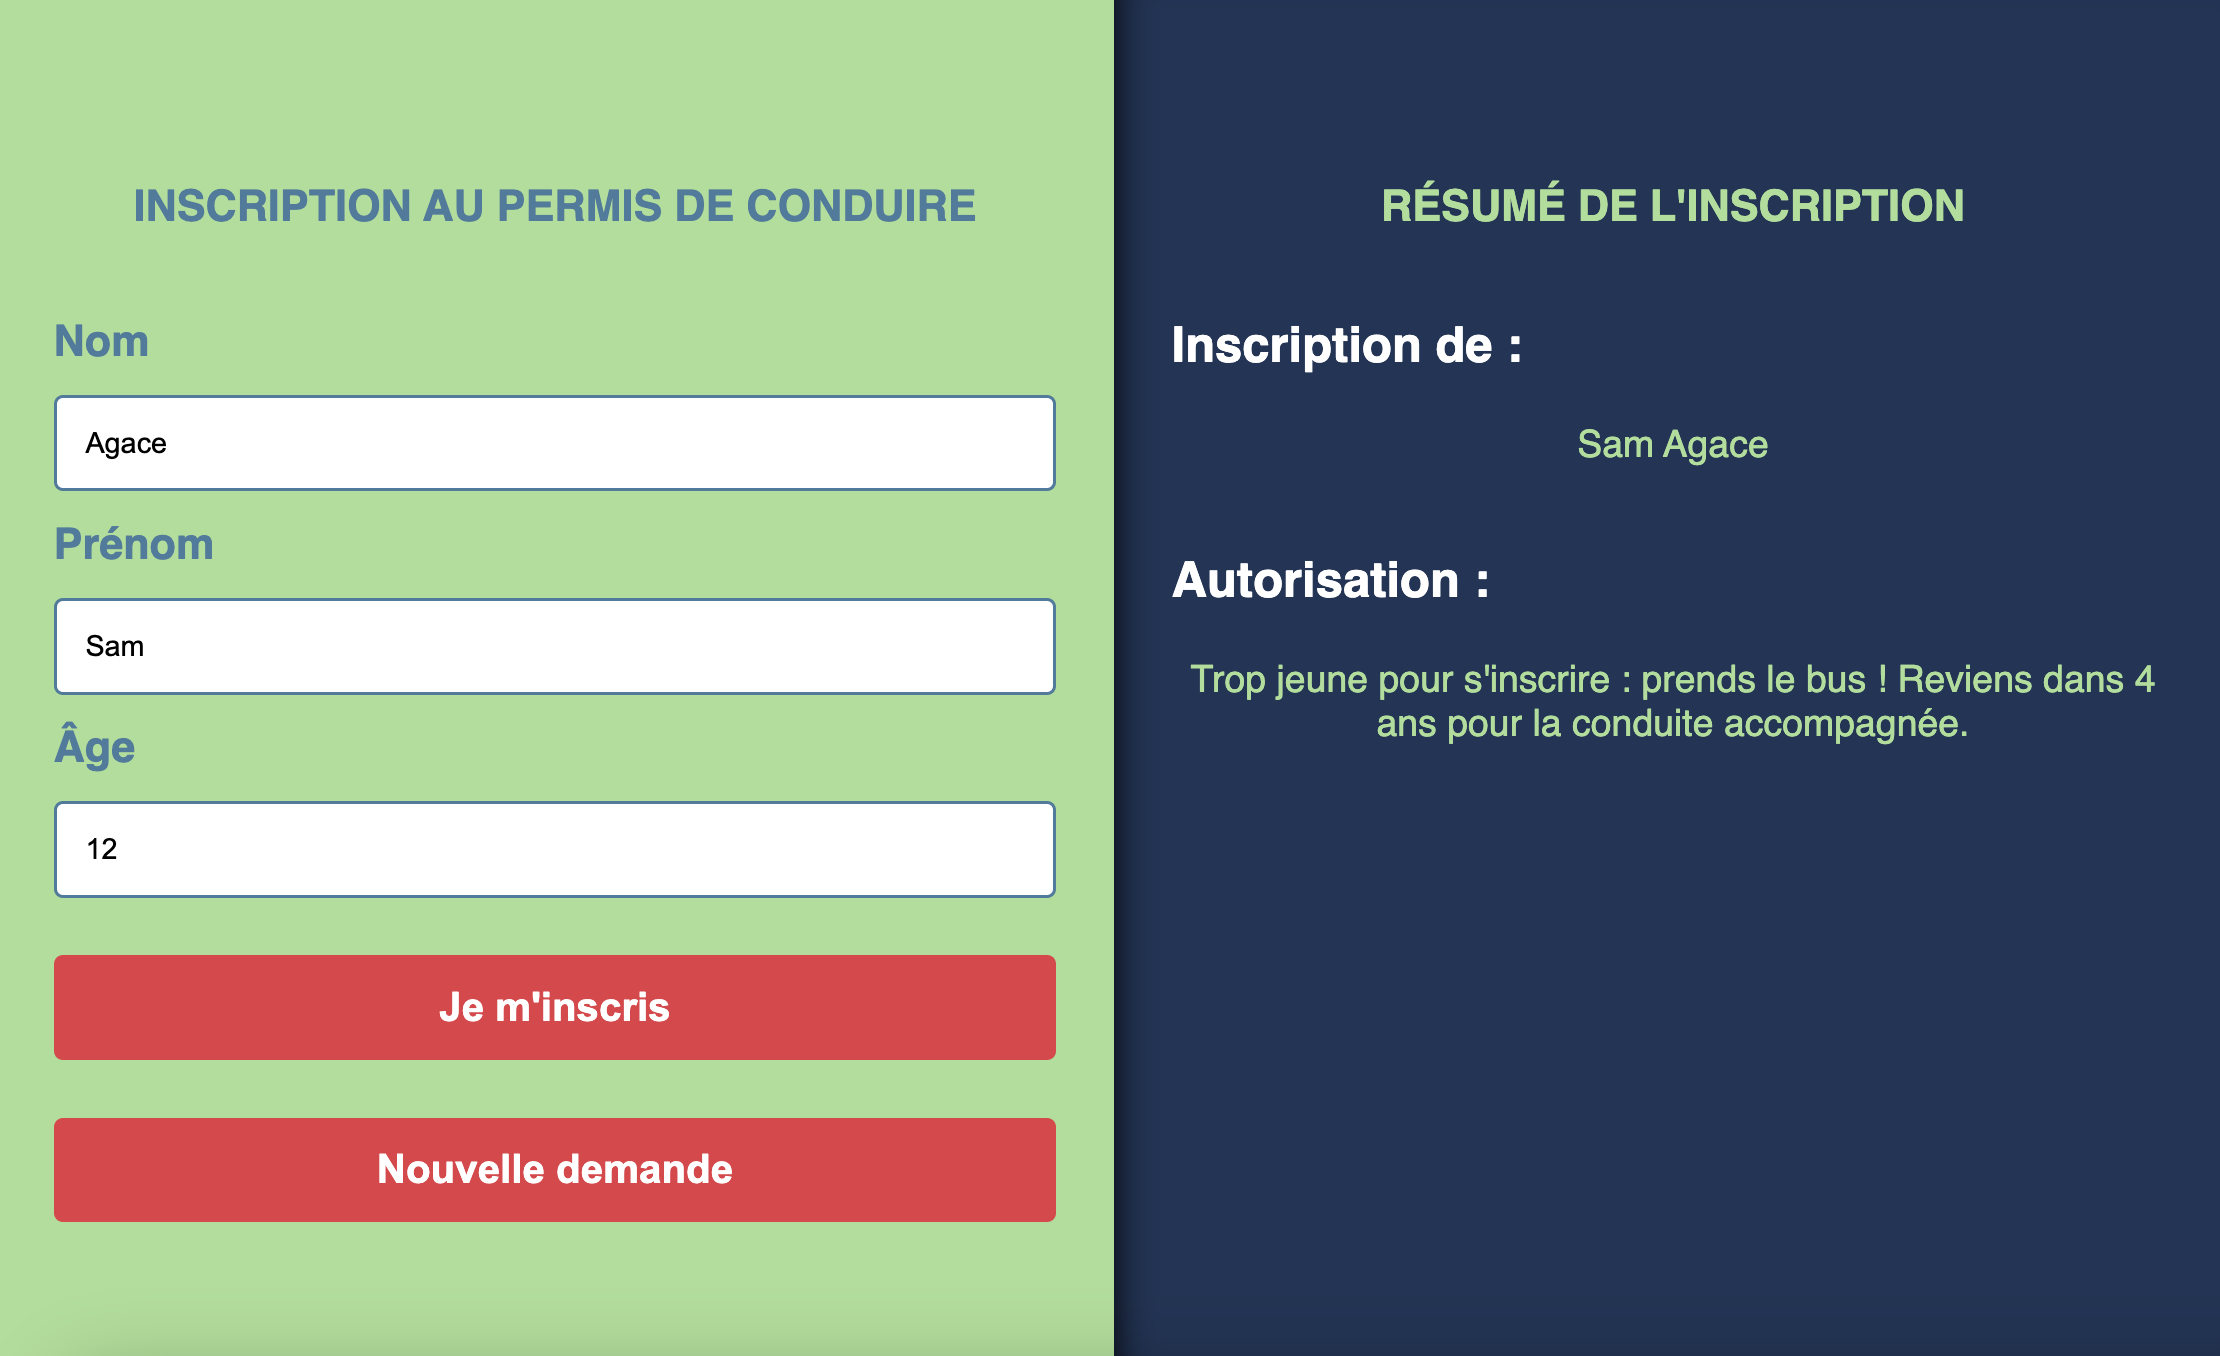 INSCRIPTION AU PERMIS DE CONDUIRE
Nom
Agace
Prénom
Sam
Âge
12
Je m'inscris
Nouvelle demande
RÉSUMÉ DE L'INSCRIPTION
Inscription de :
Sam Agace
Autorisation :
Trop jeune pour s'inscrire : prends le bus ! Reviens dans 4
ans pour la conduite accompagnée.